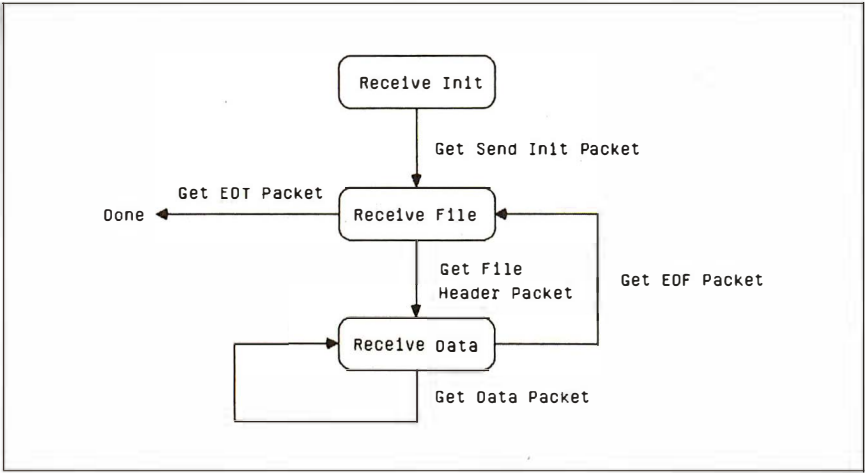 Receive Init
Get Send Init Packet
Get EOT Packet
Done
Receive File
Get File
Header Packet
Get EOF Packet
Receive Data
Get Data Packet